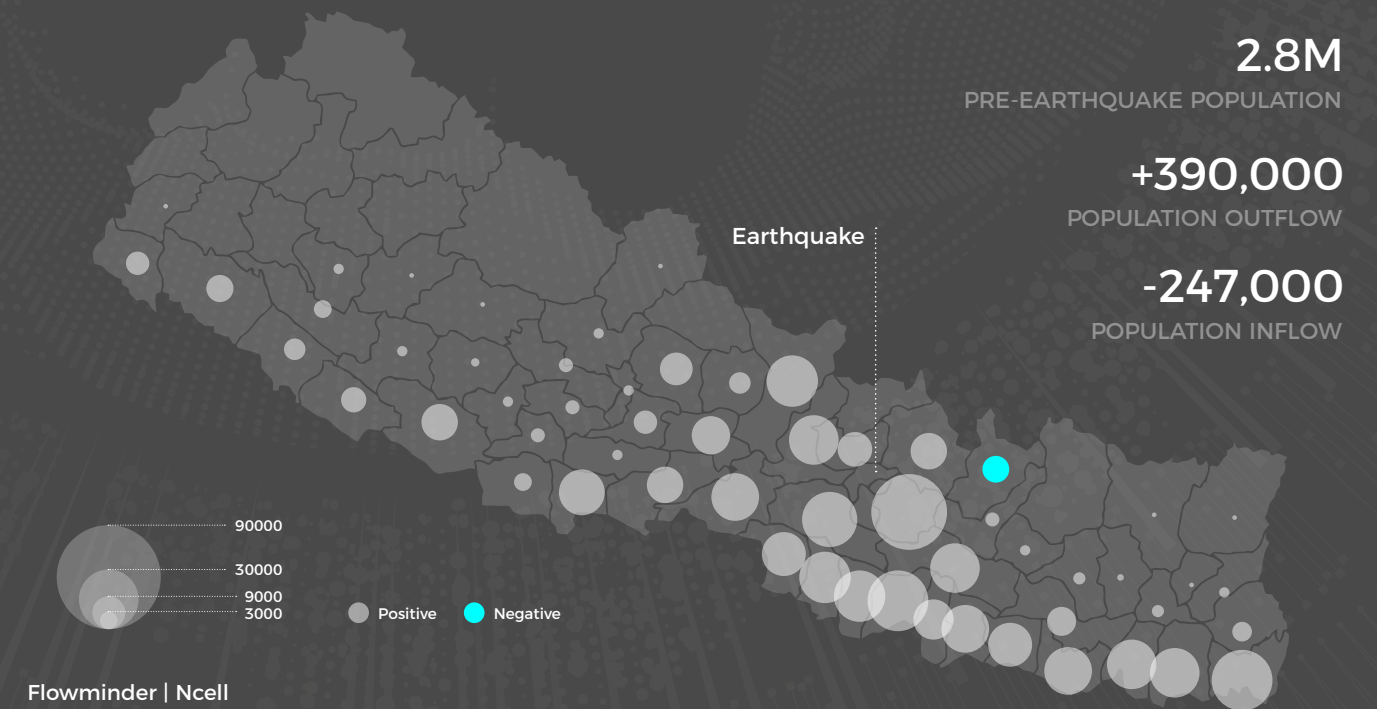 2.8M
PRE-EARTHQUAKE POPULATION
+390,000
POPULATION OUTFLOW
Earthquake
-247,000
POPULATION INFLOW
90000
30000
9000
3000
Positive
Negative
Flowminder | Ncell